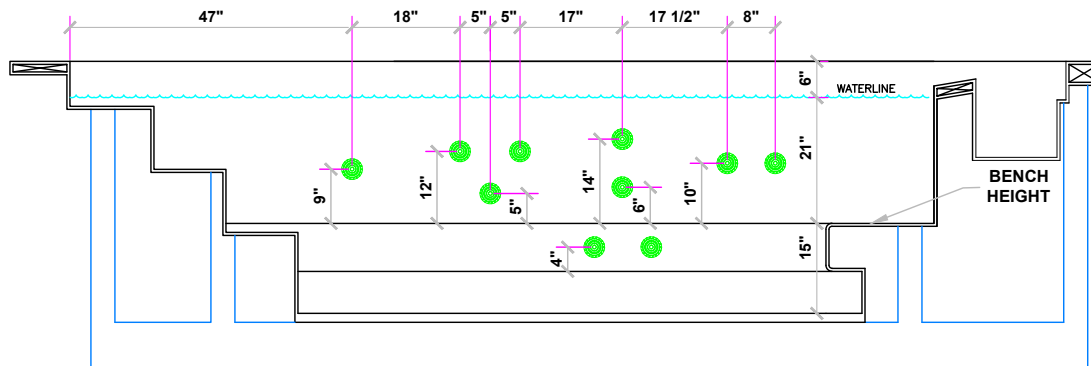 47" 18" 5" 5" 17" 17 1/2" 8"
6"
WATERLINE
21"
9"
12"
5"
14"
6"
10"
BENCH
HEIGHT
4"
15"